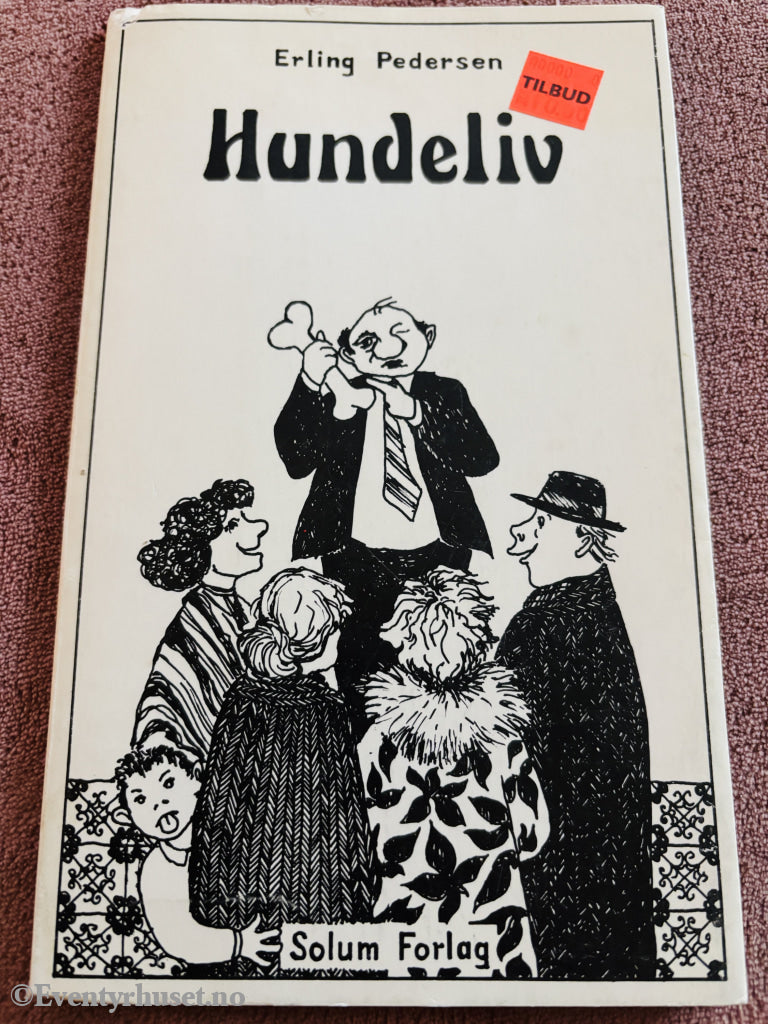 Erling Pedersen
TILBUD
Hundeliv
Solum Forlag
©Eventyrhuset.no